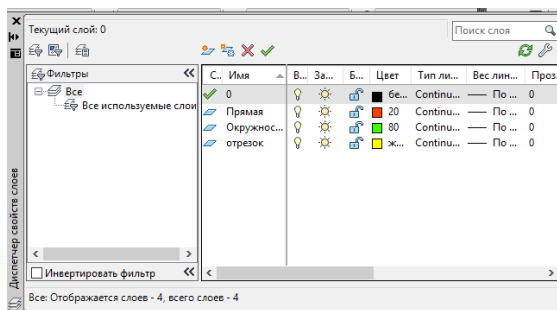 Текущий слой: 0
Поиск слоя
Фильтры
Все
Все используемые слои
Инвертировать фильтр
С.. Имя В... За... Б... Цвет Тип ли... Вес лин... Проз
0 бе... Continu... По ... 0
Прямая 20 Continu... По ... 0
Окружнос... 80 Continu... По ... 0
отрезок ж... Continu... По ... 0
Все: Отображается слоев - 4, всего слоев - 4
Диспетчер свойств слоев